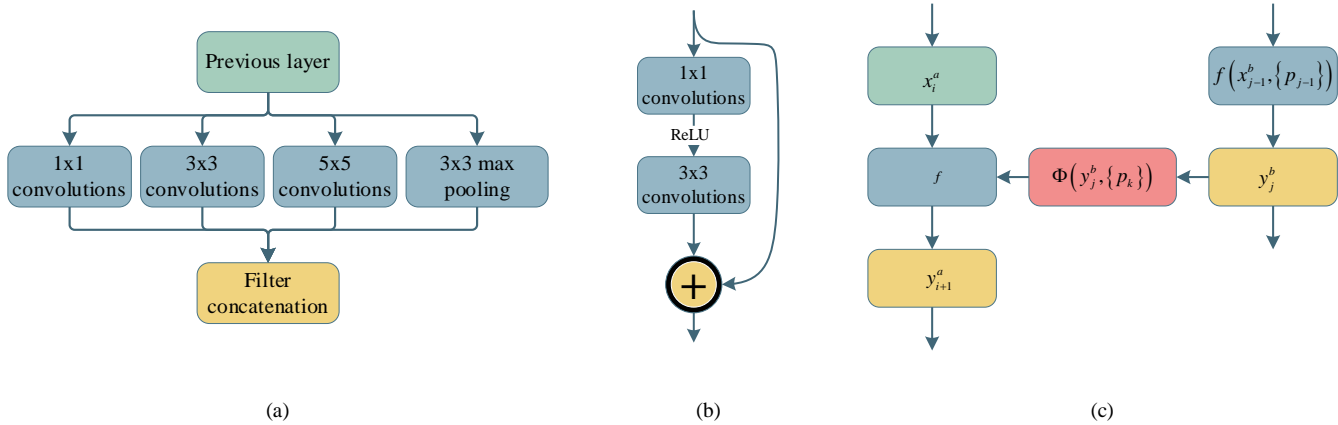 Previous layer
1x1
convolutions
3x3
convolutions
5x5
convolutions
3x3 max
pooling
Filter
concatenation
(a)
1x1
convolutions
ReLU
3x3
convolutions
+
(b)
x_i^a
f(x_{j-1}^b,{p_{j-1}})
f
Φ(y_j^b,{p_k})
y_j^b
y_{i+1}^a
(c)